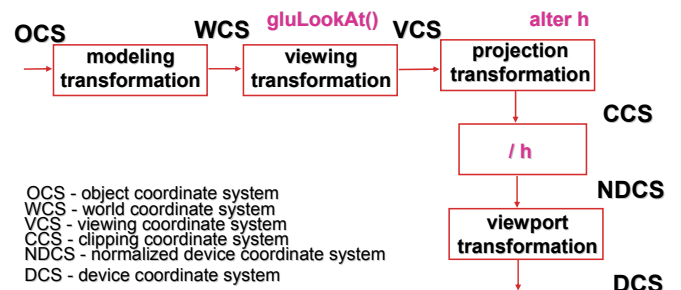 gluLookAt()
alter h
OCS
WCS
VCS
modeling
transformation
viewing
transformation
projection
transformation
CCS
/ h
NDCS
viewport
transformation
DCS
OCS - object coordinate system
WCS - world coordinate system
VCS - viewing coordinate system
CCS - clipping coordinate system
NDCS - normalized device coordinate system
DCS - device coordinate system